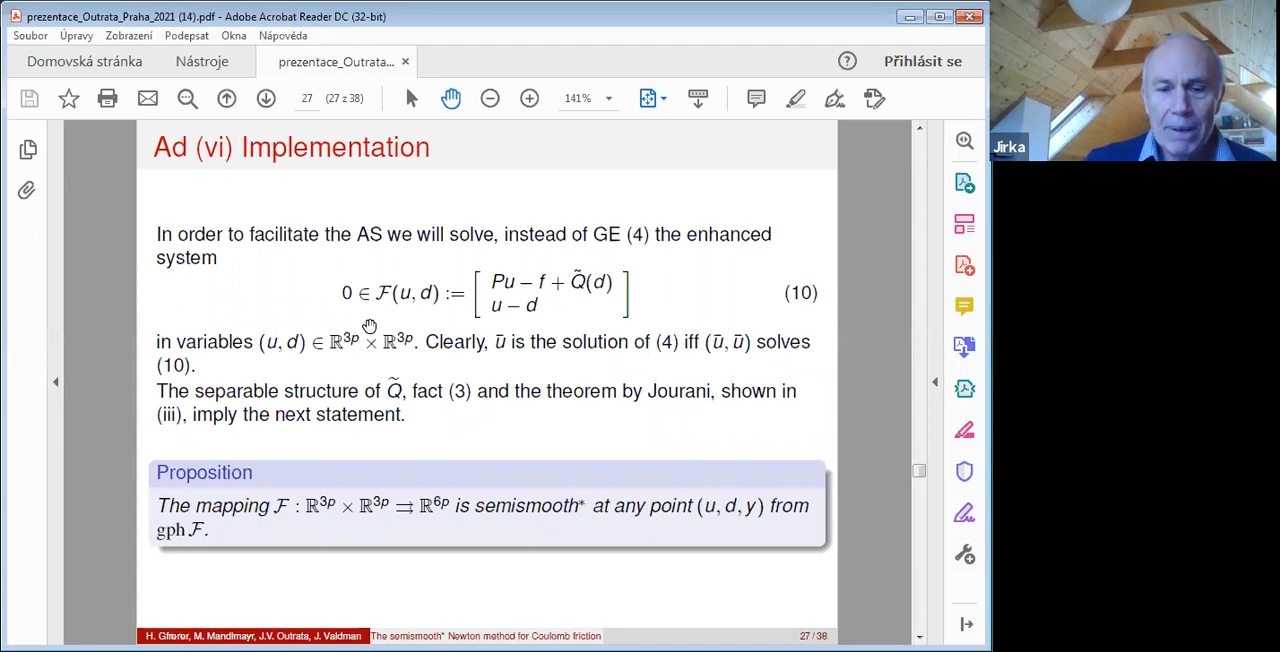 prezentace_Outrata_Praha_2021 (14).pdf - Adobe Acrobat Reader DC (32-bit)
Soubor Úpravy Zobrazení Podepsat Okna Nápověda
Domovská stránka Nástroje prezentace_Outrata... × Přihlásit se
27 (27 z 38) 141%
Jirka
Ad (vi) Implementation
In order to facilitate the AS we will solve, instead of GE (4) the enhanced
system
0 ∈ F(u, d) := [ Pu − f + Q̃(d)
u − d ] (10)
in variables (u, d) ∈ ℝ³ᵖ × ℝ³ᵖ. Clearly, ū is the solution of (4) iff (ū, ū) solves
(10).
The separable structure of Q̃, fact (3) and the theorem by Jourani, shown in
(iii), imply the next statement.
Proposition
The mapping F : ℝ³ᵖ × ℝ³ᵖ ⇉ ℝ⁶ᵖ is semismooth* at any point (u, d, y) from
gph F.
H. Gfrerer, M. Mandlmayr, J.V. Outrata, J. Valdman The semismooth* Newton method for Coulomb friction 27 / 38